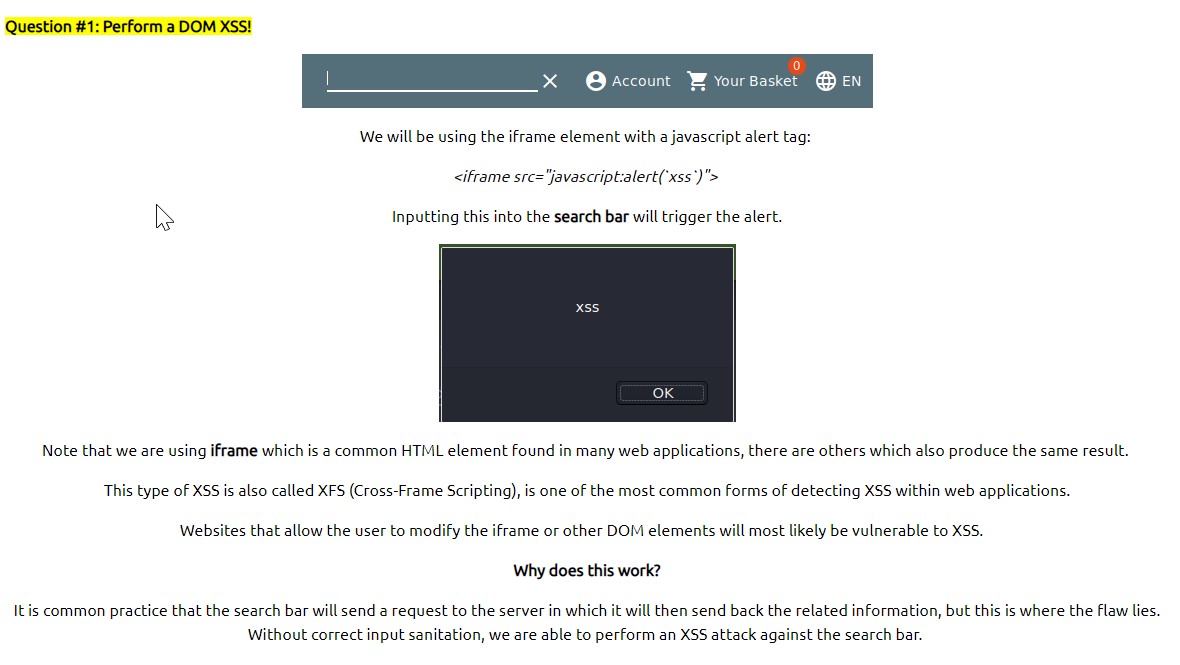 Question #1: Perform a DOM XSS!
0
Account Your Basket EN
We will be using the iframe element with a javascript alert tag:
<iframe src="javascript:alert(`xss`)">
Inputting this into the search bar will trigger the alert.
xss
OK
Note that we are using iframe which is a common HTML element found in many web applications, there are others which also produce the same result.
This type of XSS is also called XFS (Cross-Frame Scripting), is one of the most common forms of detecting XSS within web applications.
Websites that allow the user to modify the iframe or other DOM elements will most likely be vulnerable to XSS.
Why does this work?
It is common practice that the search bar will send a request to the server in which it will then send back the related information, but this is where the flaw lies.
Without correct input sanitation, we are able to perform an XSS attack against the search bar.